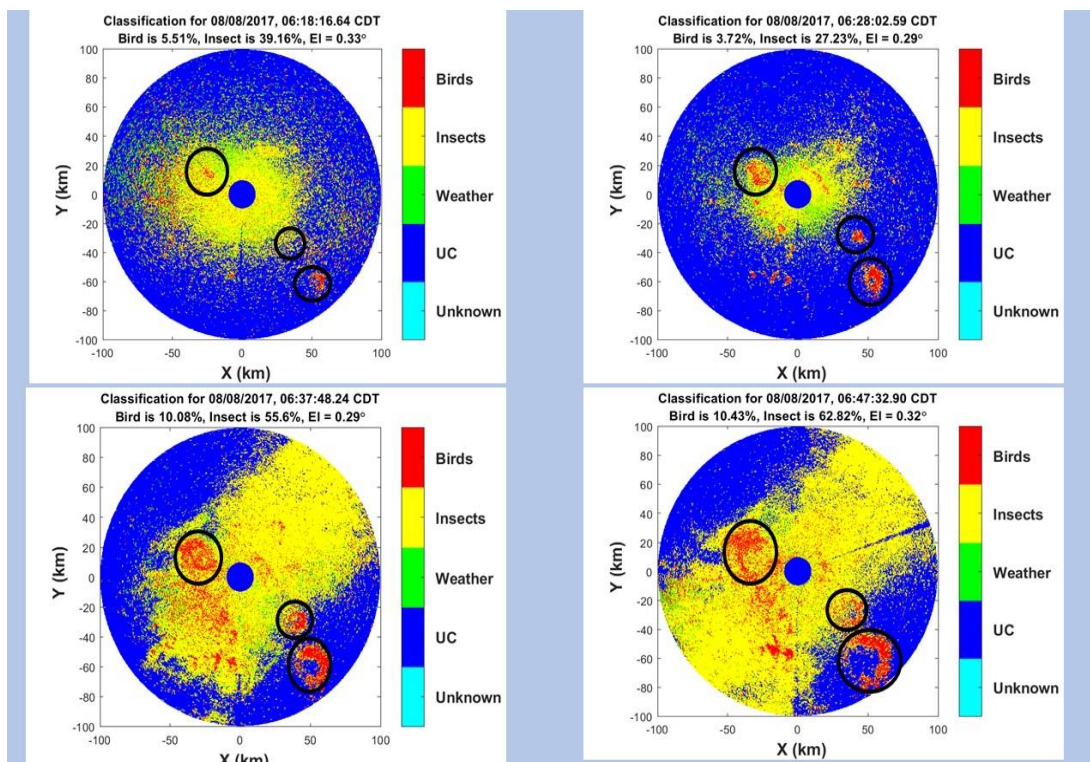 Classification for 08/08/2017, 06:18:16.64 CDT
Bird is 5.51%, Insect is 39.16%, El = 0.33°
100
80
60
40
20
0
-20
-40
-60
-80
-100
Y (km)
-100 -50 0 50 100
X (km)
Birds
Insects
Weather
UC
Unknown
Classification for 08/08/2017, 06:28:02.59 CDT
Bird is 3.72%, Insect is 27.23%, El = 0.29°
100
80
60
40
20
0
-20
-40
-60
-80
-100
Y (km)
-100 -50 0 50 100
X (km)
Birds
Insects
Weather
UC
Unknown
Classification for 08/08/2017, 06:37:48.24 CDT
Bird is 10.08%, Insect is 55.6%, El = 0.29°
100
80
60
40
20
0
-20
-40
-60
-80
-100
Y (km)
-100 -50 0 50 100
X (km)
Birds
Insects
Weather
UC
Unknown
Classification for 08/08/2017, 06:47:32.90 CDT
Bird is 10.43%, Insect is 62.82%, El = 0.32°
100
80
60
40
20
0
-20
-40
-60
-80
-100
Y (km)
-100 -50 0 50 100
X (km)
Birds
Insects
Weather
UC
Unknown